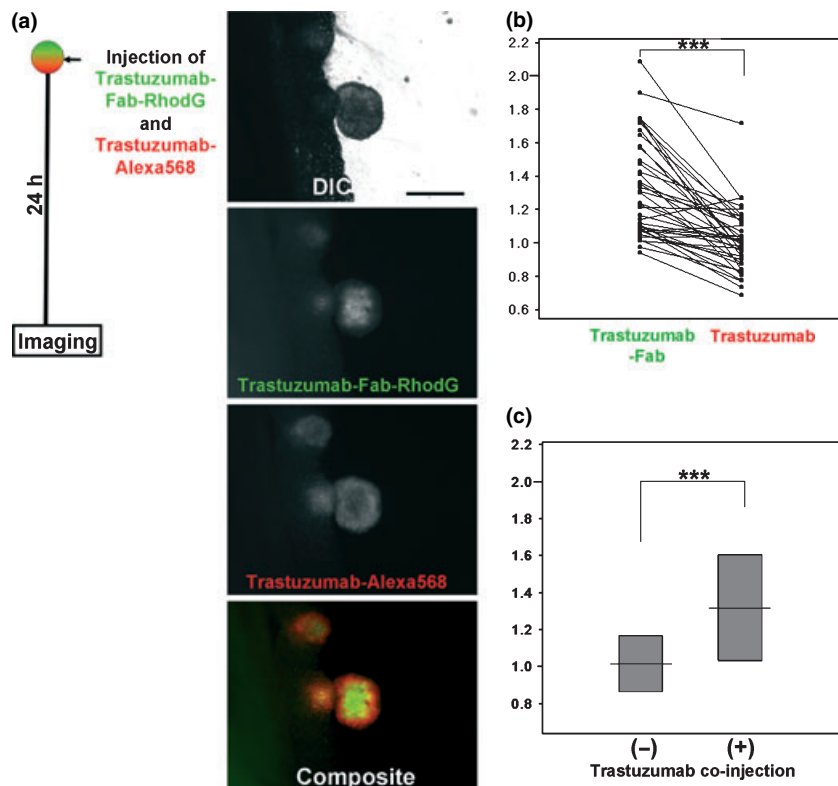 (a)
Injection of
Trastuzumab-
Fab-RhodG
and
Trastuzumab-
Alexa568
24 h
Imaging
DIC
Trastuzumab-Fab-RhodG
Trastuzumab-Alexa568
Composite
(b)
***
2.2
2.0
1.8
1.6
1.4
1.2
1.0
0.8
0.6
Trastuzumab
-Fab
Trastuzumab
(c)
***
2.2
2.0
1.6
1.4
1.2
1.0
0.8
(−)
(+)
Trastuzumab co-injection